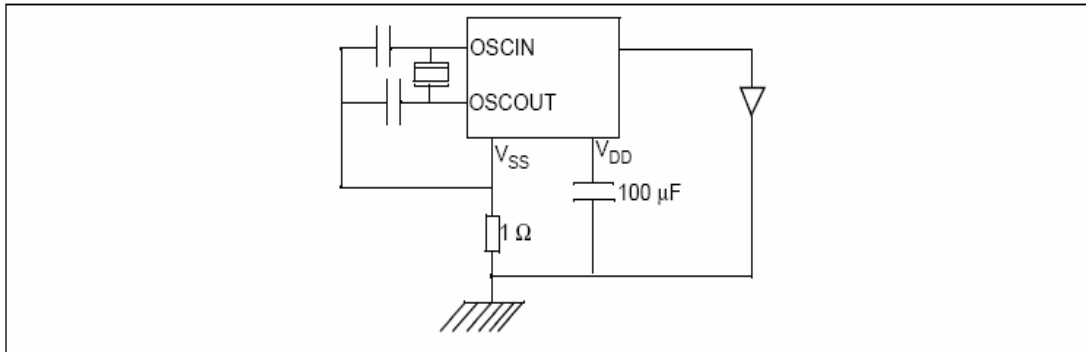 OSCIN
OSCOUT
VSS
VDD
100 µF
1 Ω